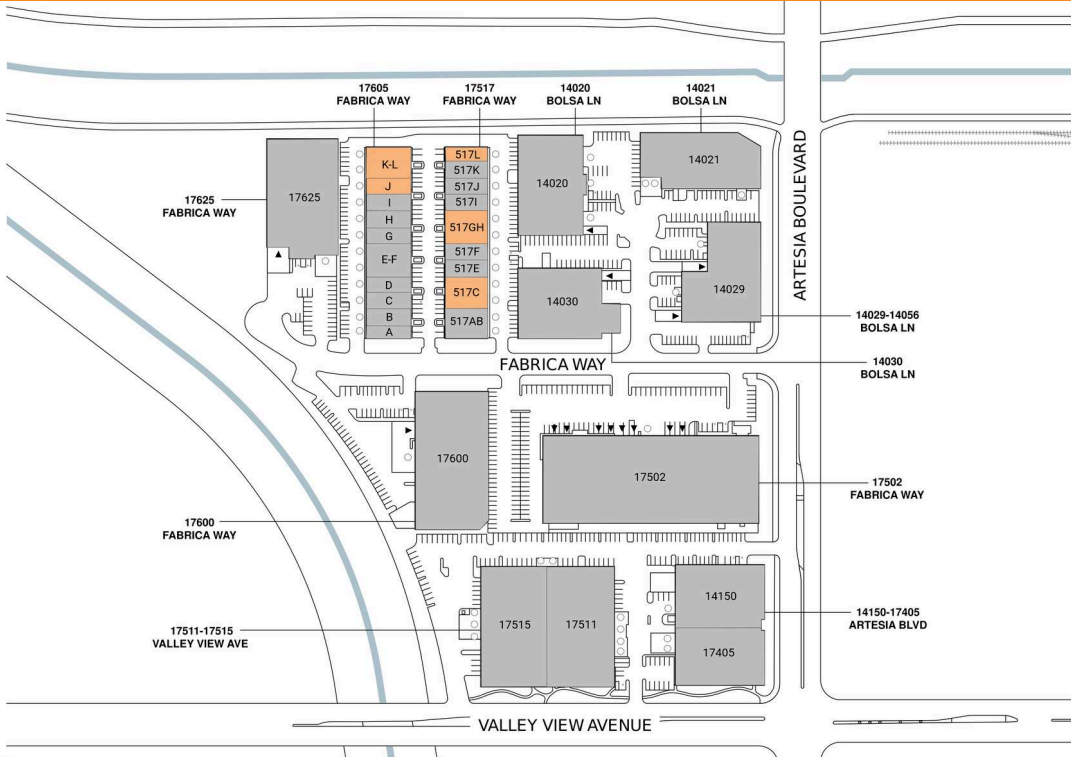 17605
FABRICA WAY
17517
FABRICA WAY
14020
BOLSA LN
14021
BOLSA LN
ARTESIA BOULEVARD
17625
FABRICA WAY
17625
K-L
J
I
H
G
E-F
D
C
B
A
517L
517K
517J
517I
517GH
517F
517E
517C
517AB
14020
14030
14021
14029
14029-14056
BOLSA LN
14030
BOLSA LN
FABRICA WAY
17600
17502
17502
FABRICA WAY
17600
FABRICA WAY
17515
17511
14150
17405
17511-17515
VALLEY VIEW AVE
14150-17405
ARTESIA BLVD
VALLEY VIEW AVENUE